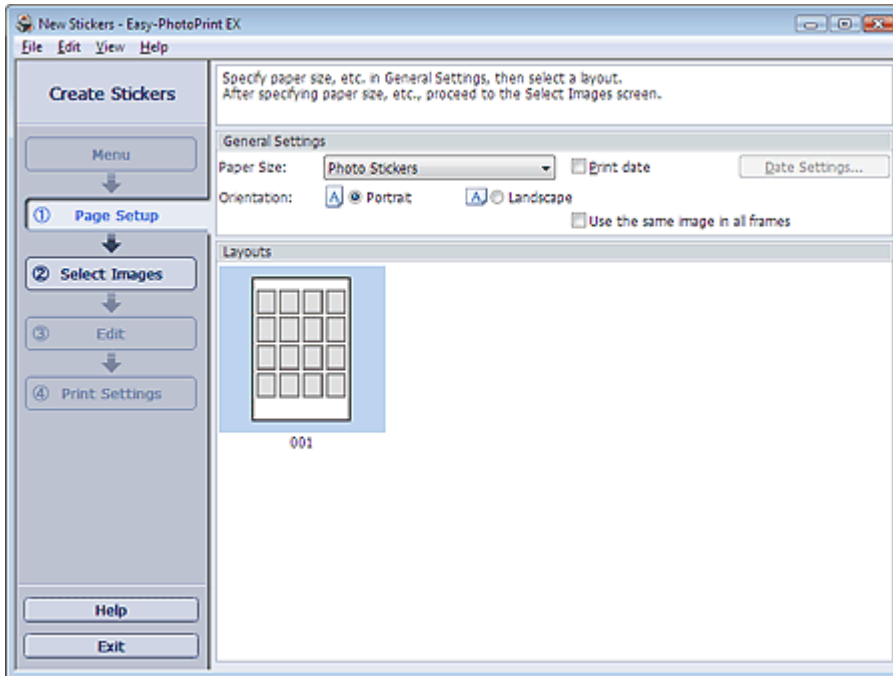 New Stickers - Easy-PhotoPrint EX
File Edit View Help
Create Stickers
Specify paper size, etc. in General Settings, then select a layout.
After specifying paper size, etc., proceed to the Select Images screen.
Menu
① Page Setup
② Select Images
③ Edit
④ Print Settings
General Settings
Paper Size: Photo Stickers Print date Date Settings...
Orientation: A Portrait A Landscape
Use the same image in all frames
Layouts
001
Help
Exit